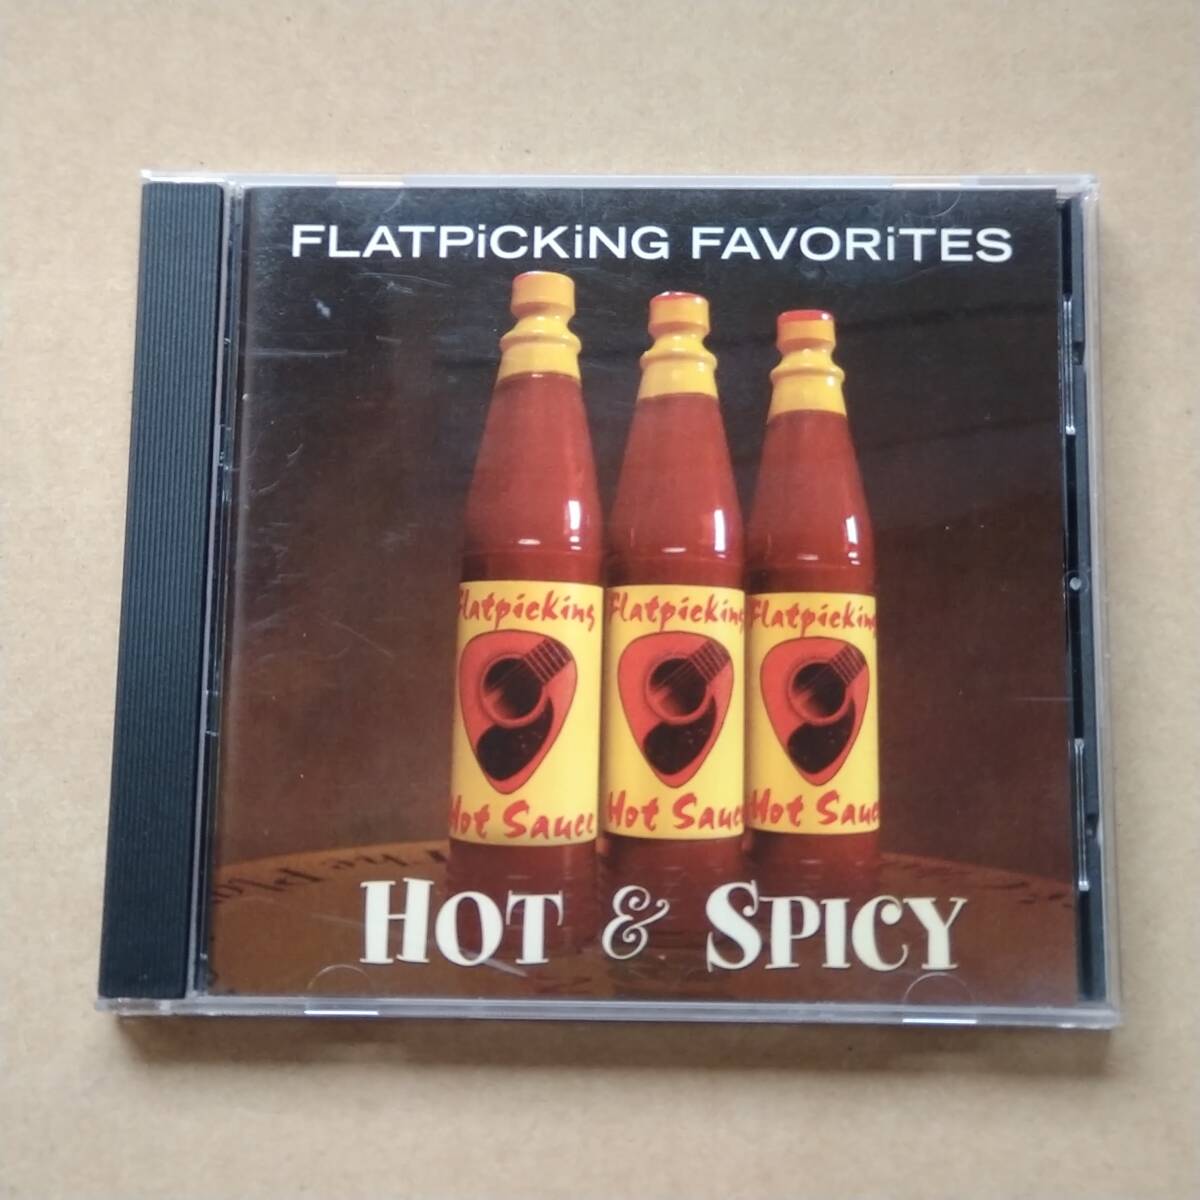 FLATPiCKiNG FAVORiTES
Flatpicking
Hot Sauce
Flatpicking
Hot Sauce
Flatpicking
Hot Sauce
HOT & SPICY